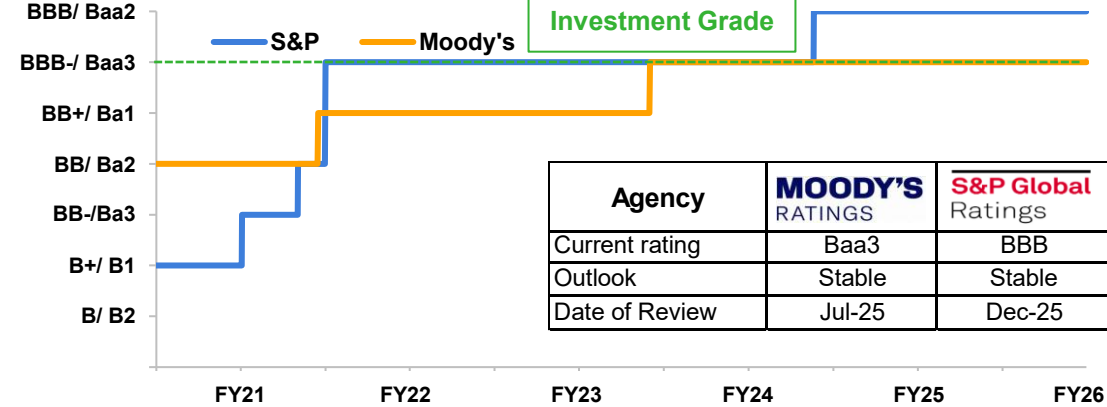 BBB/ Baa2
Investment Grade
S&P
Moody's
BBB-/ Baa3
BB+/ Ba1
BB/ Ba2
BB-/Ba3
B+/ B1
B/ B2
Agency MOODY'S RATINGS S&P Global Ratings
Current rating Baa3 BBB
Outlook Stable Stable
Date of Review Jul-25 Dec-25
FY21 FY22 FY23 FY24 FY25 FY26